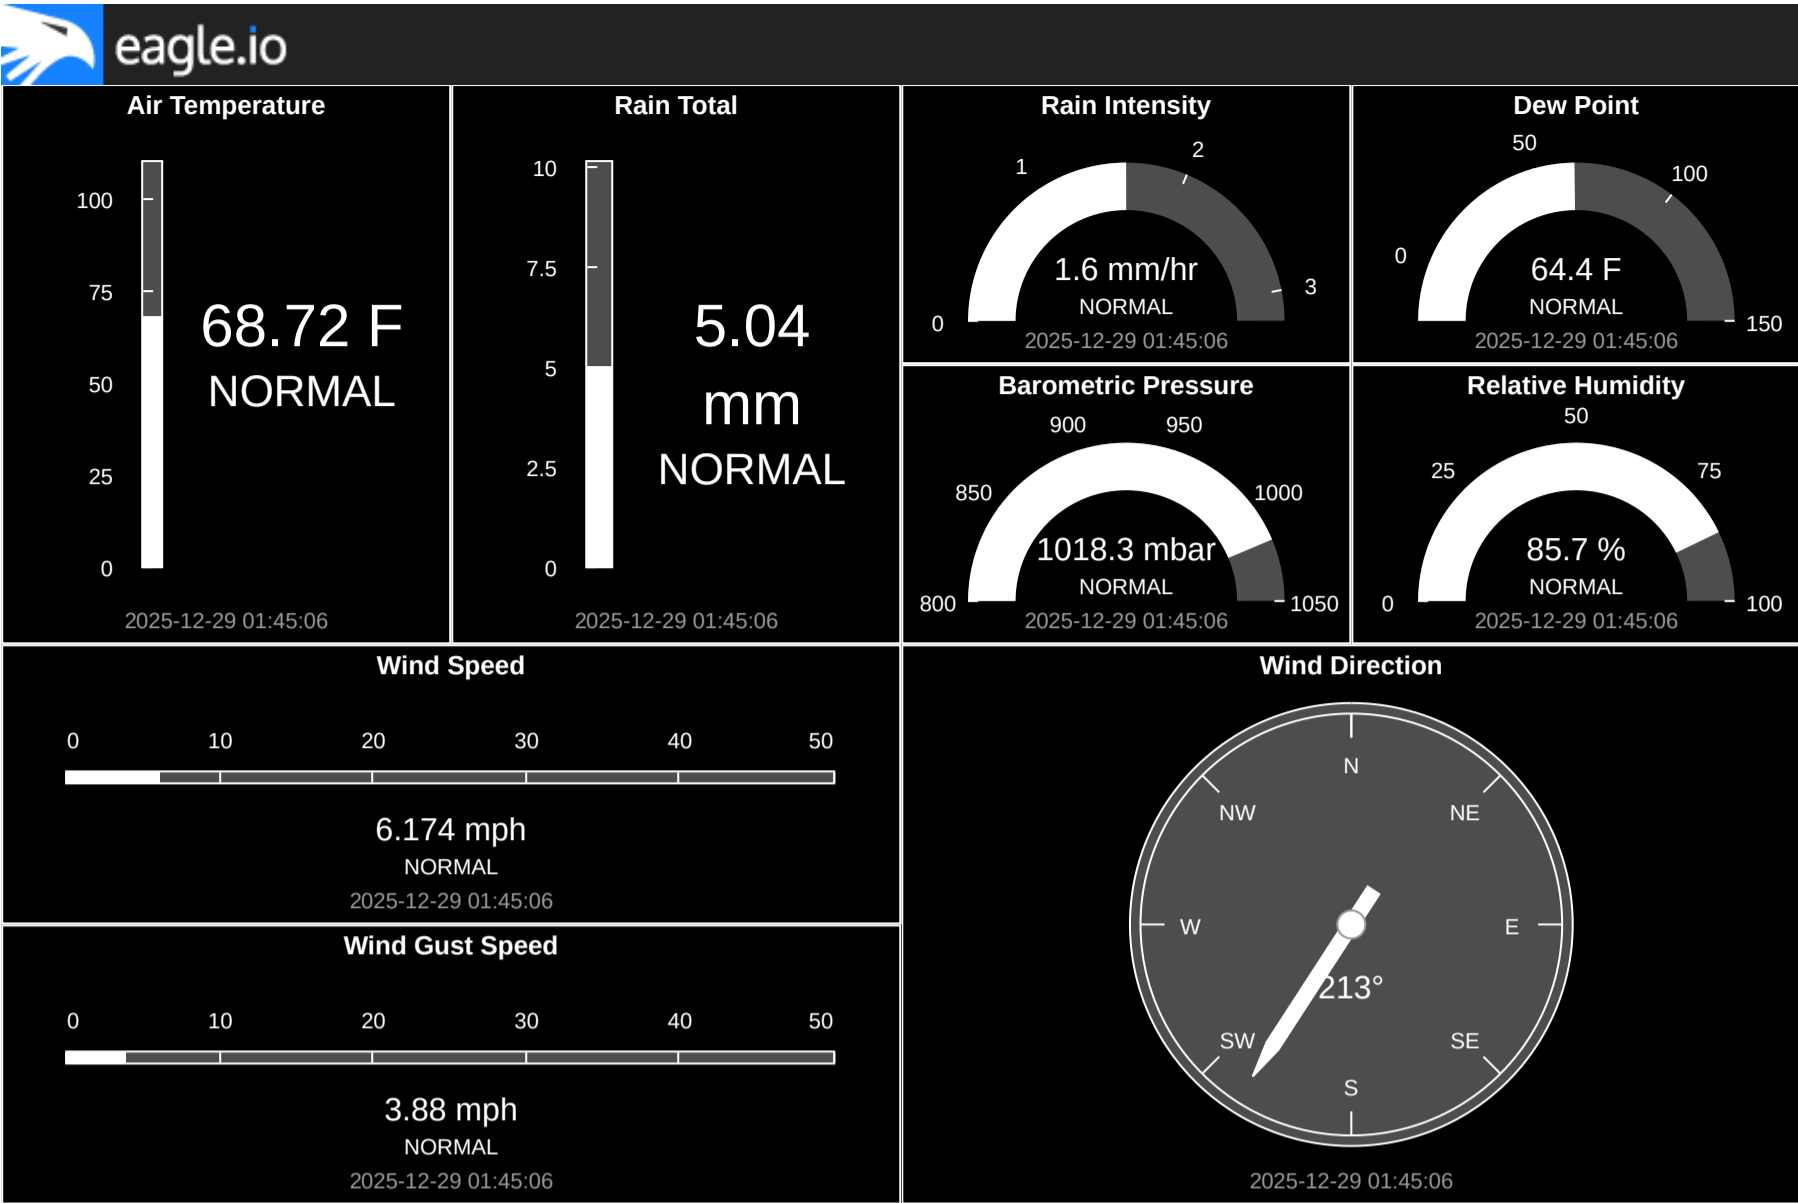 eagle.io
Air Temperature
100
75
50
25
0
68.72 F
NORMAL
2025-12-29 01:45:06
Rain Total
10
7.5
5
2.5
0
5.04
mm
NORMAL
2025-12-29 01:45:06
Rain Intensity
0
1
2
3
1.6 mm/hr
NORMAL
2025-12-29 01:45:06
Dew Point
0
50
100
150
64.4 F
NORMAL
2025-12-29 01:45:06
Barometric Pressure
800
850
900
950
1000
1050
1018.3 mbar
NORMAL
2025-12-29 01:45:06
Relative Humidity
0
25
50
75
100
85.7 %
NORMAL
2025-12-29 01:45:06
Wind Speed
0 10 20 30 40 50
6.174 mph
NORMAL
2025-12-29 01:45:06
Wind Gust Speed
0 10 20 30 40 50
3.88 mph
NORMAL
2025-12-29 01:45:06
Wind Direction
N
NW NE
W E
213°
SW SE
S
2025-12-29 01:45:06